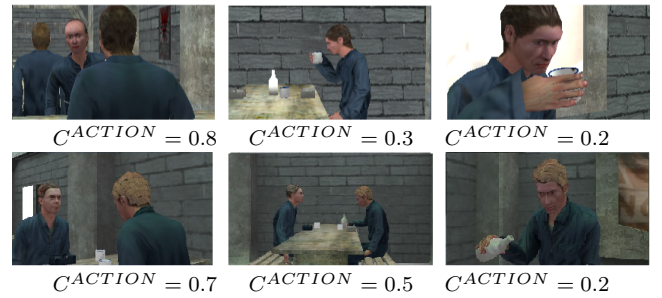 C^ACTION = 0.8 C^ACTION = 0.3 C^ACTION = 0.2
C^ACTION = 0.7 C^ACTION = 0.5 C^ACTION = 0.2